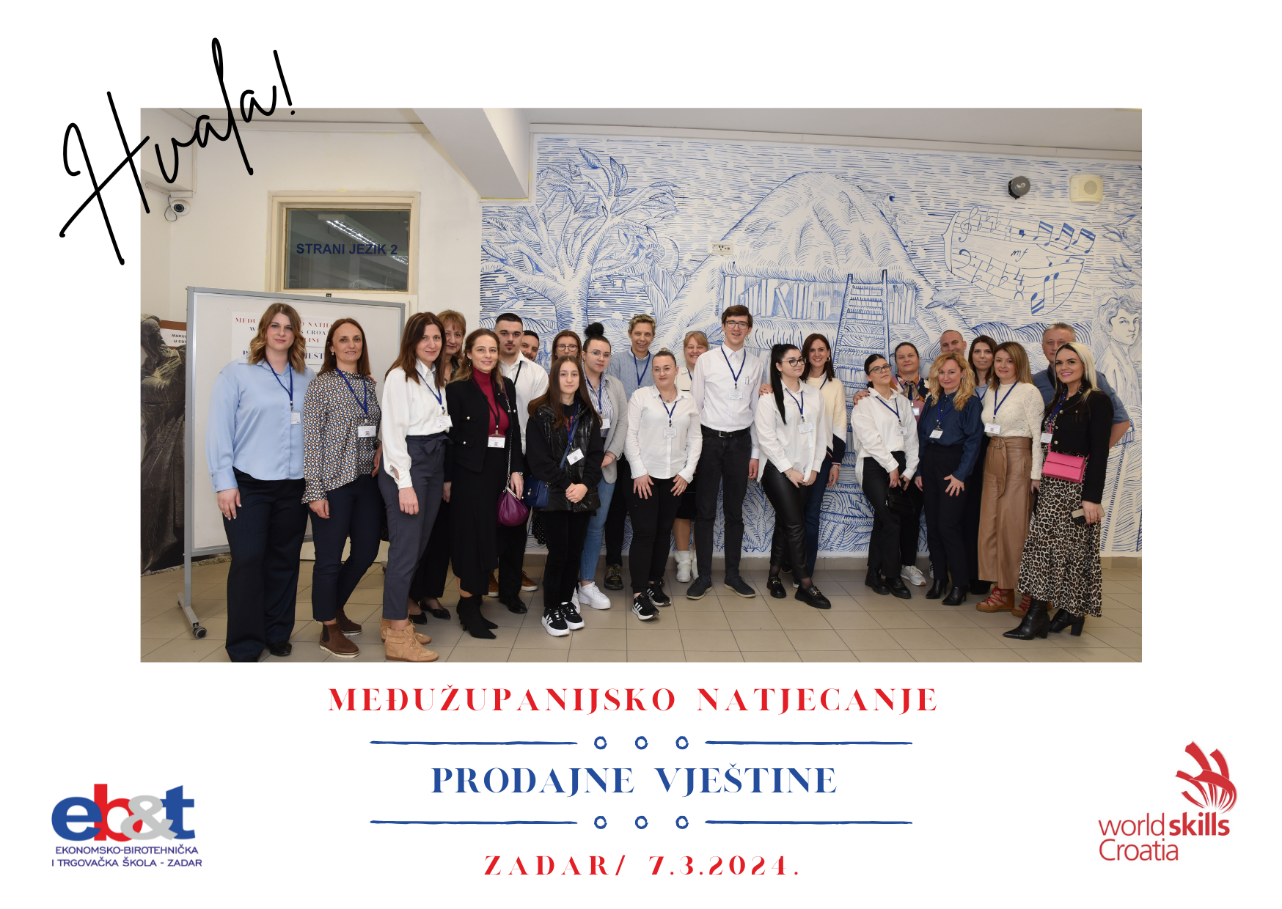 Hvala!
STRANI JEZIK 2
mf
MEĐUŽUPANIJSKO NATJECANJE
PRODAJNE VJEŠTINE
ZADAR/ 7.3.2024.
eb&t
EKONOMSKO-BIROTEHNIČKA
I TRGOVAČKA ŠKOLA - ZADAR
worldskills
Croatia